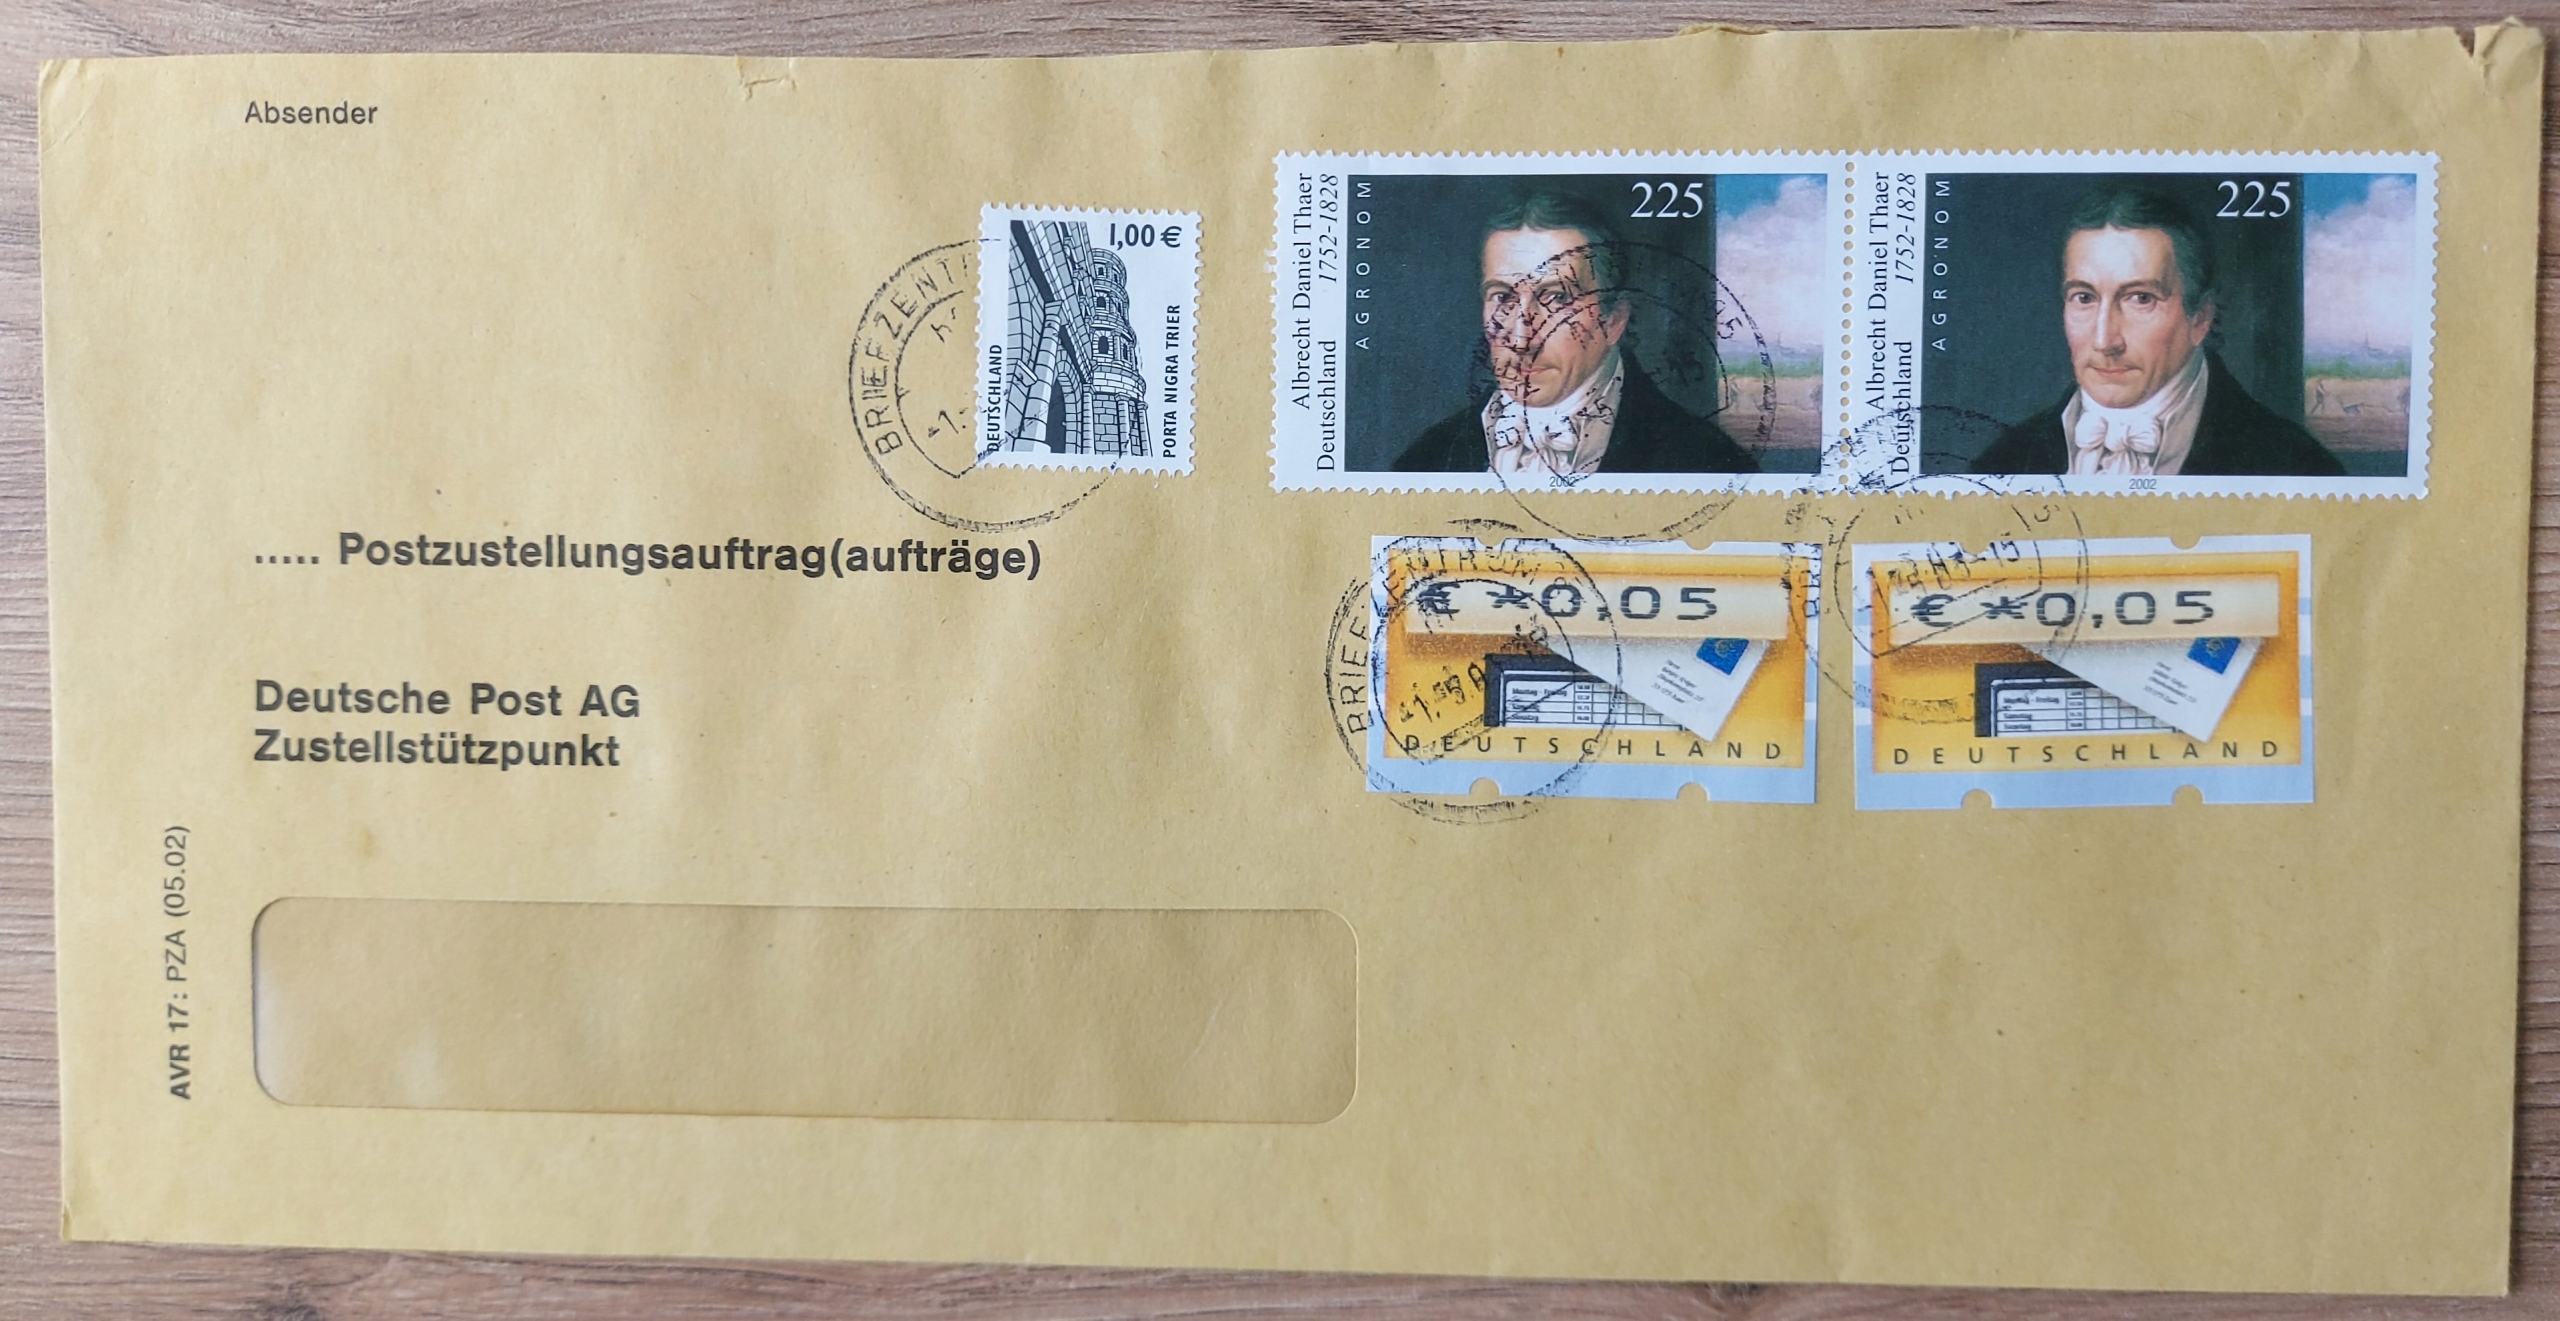 Absender
1,00 €
DEUTSCHLAND
PORTA NIGRA TRIER
BRIEFZENT
Albrecht Daniel Thaer
Deutschland 1752-1828
AGRONOM
225
2002
Albrecht Daniel Thaer
Deutschland 1752-1828
AGRONOM
225
2002
..... Postzustellungsauftrag(aufträge)
€ *0,05
DEUTSCHLAND
BRIEFZENTRUM
€ *0,05
DEUTSCHLAND
Deutsche Post AG
Zustellstützpunkt
AVR 17: PZA (05.02)